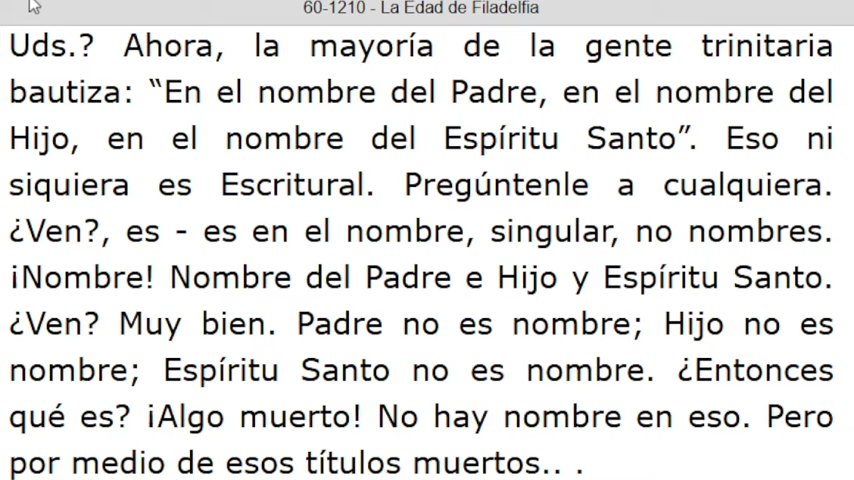 60-1210 - La Edad de Filadelfia
Uds.? Ahora, la mayoría de la gente trinitaria
bautiza: “En el nombre del Padre, en el nombre del
Hijo, en el nombre del Espíritu Santo”. Eso ni
siquiera es Escritural. Pregúntenle a cualquiera.
¿Ven?, es - es en el nombre, singular, no nombres.
¡Nombre! Nombre del Padre e Hijo y Espíritu Santo.
¿Ven? Muy bien. Padre no es nombre; Hijo no es
nombre; Espíritu Santo no es nombre. ¿Entonces
qué es? ¡Algo muerto! No hay nombre en eso. Pero
por medio de esos títulos muertos.. .